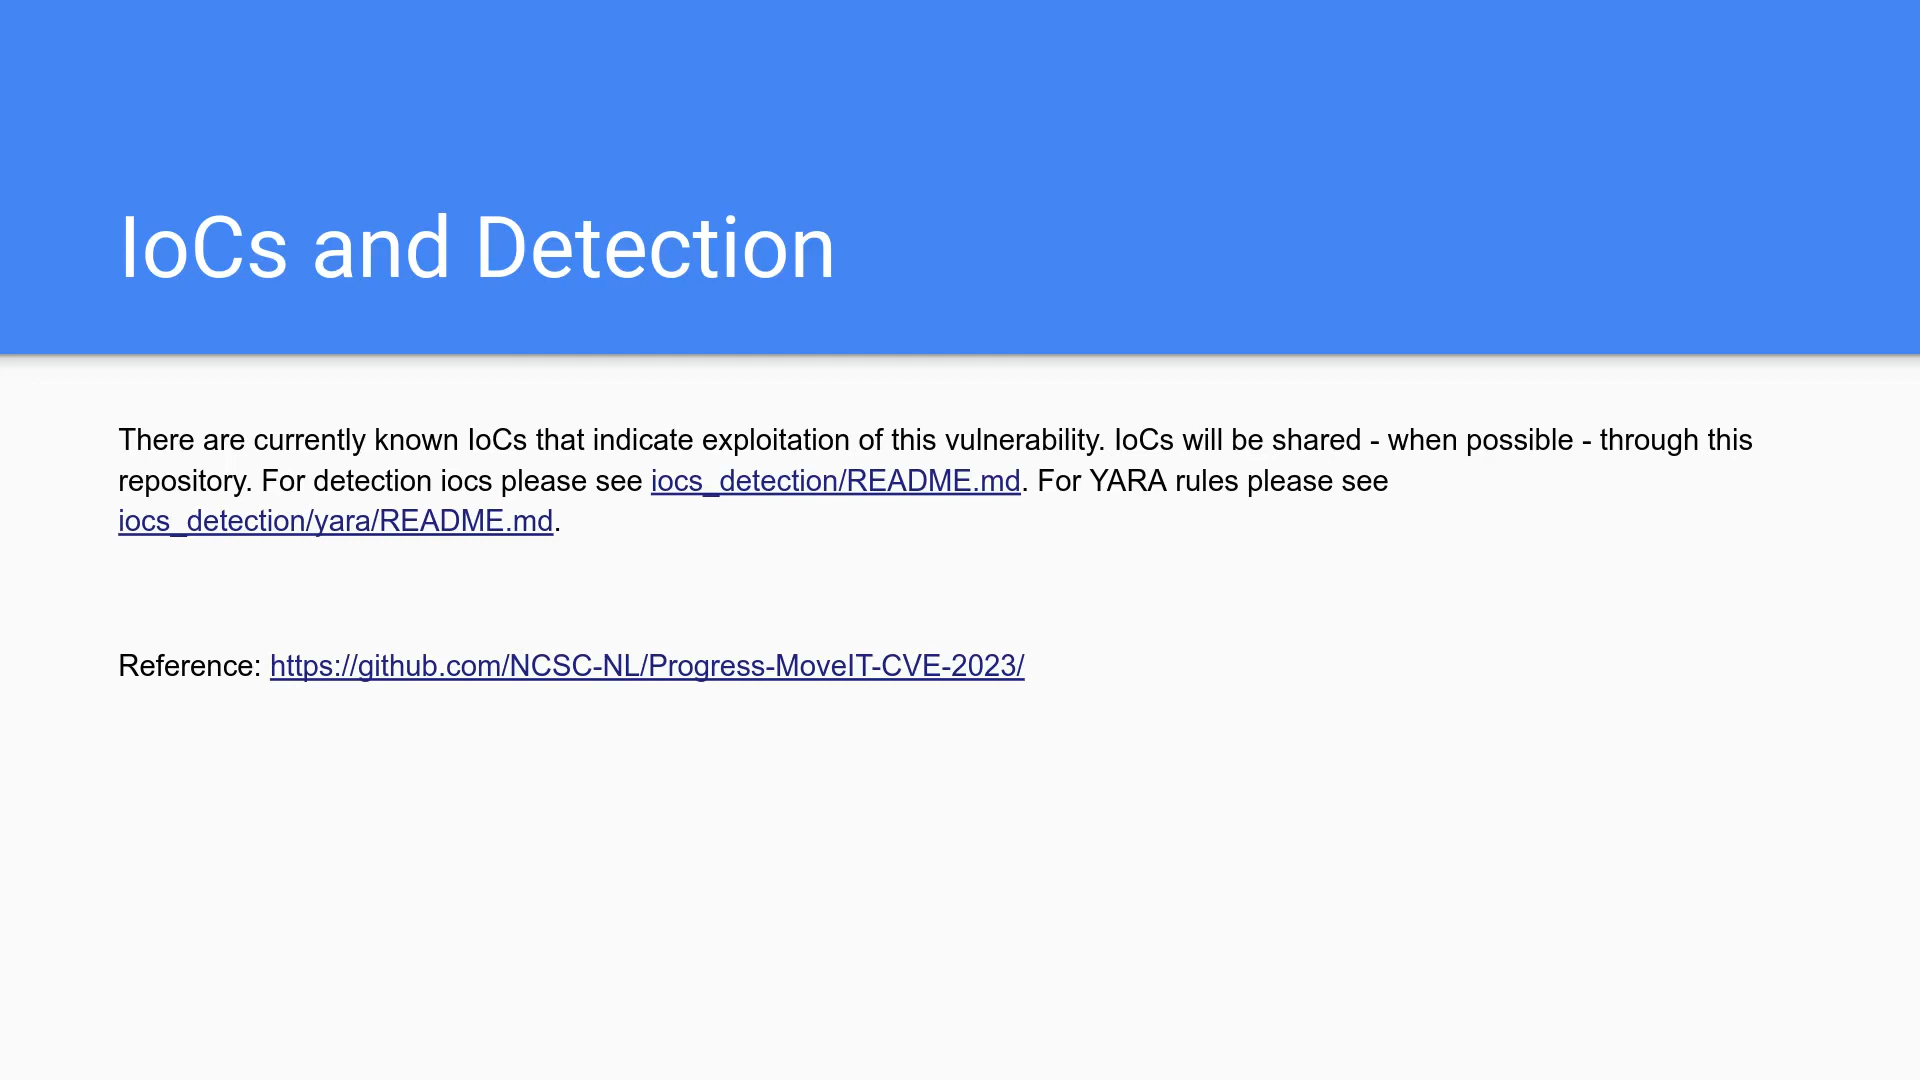 IoCs and Detection
There are currently known IoCs that indicate exploitation of this vulnerability. IoCs will be shared - when possible - through this
repository. For detection iocs please see iocs_detection/README.md. For YARA rules please see
iocs_detection/yara/README.md.
Reference: https://github.com/NCSC-NL/Progress-MoveIT-CVE-2023/